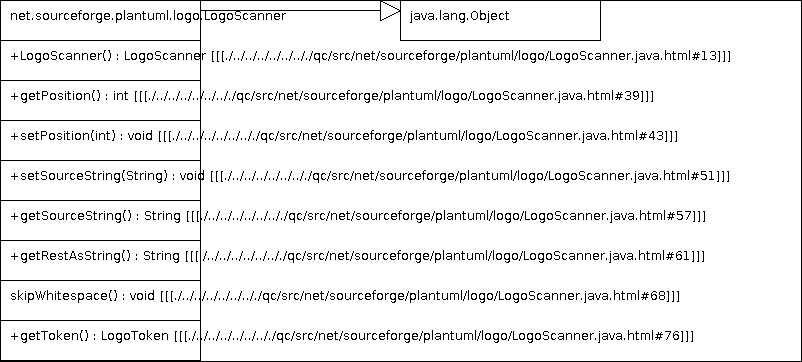 net.sourceforge.plantuml.logo.LogoScanner
java.lang.Object
+LogoScanner() : LogoScanner [[[./../../../../../../../qc/src/net/sourceforge/plantuml/logo/LogoScanner.java.html#13]]]
+getPosition() : int [[[./../../../../../../../qc/src/net/sourceforge/plantuml/logo/LogoScanner.java.html#39]]]
+setPosition(int) : void [[[./../../../../../../../qc/src/net/sourceforge/plantuml/logo/LogoScanner.java.html#43]]]
+setSourceString(String) : void [[[./../../../../../../../qc/src/net/sourceforge/plantuml/logo/LogoScanner.java.html#51]]]
+getSourceString() : String [[[./../../../../../../../qc/src/net/sourceforge/plantuml/logo/LogoScanner.java.html#57]]]
+getRestAsString() : String [[[./../../../../../../../qc/src/net/sourceforge/plantuml/logo/LogoScanner.java.html#61]]]
skipWhitespace() : void [[[./../../../../../../../qc/src/net/sourceforge/plantuml/logo/LogoScanner.java.html#68]]]
+getToken() : LogoToken [[[./../../../../../../../qc/src/net/sourceforge/plantuml/logo/LogoScanner.java.html#76]]]